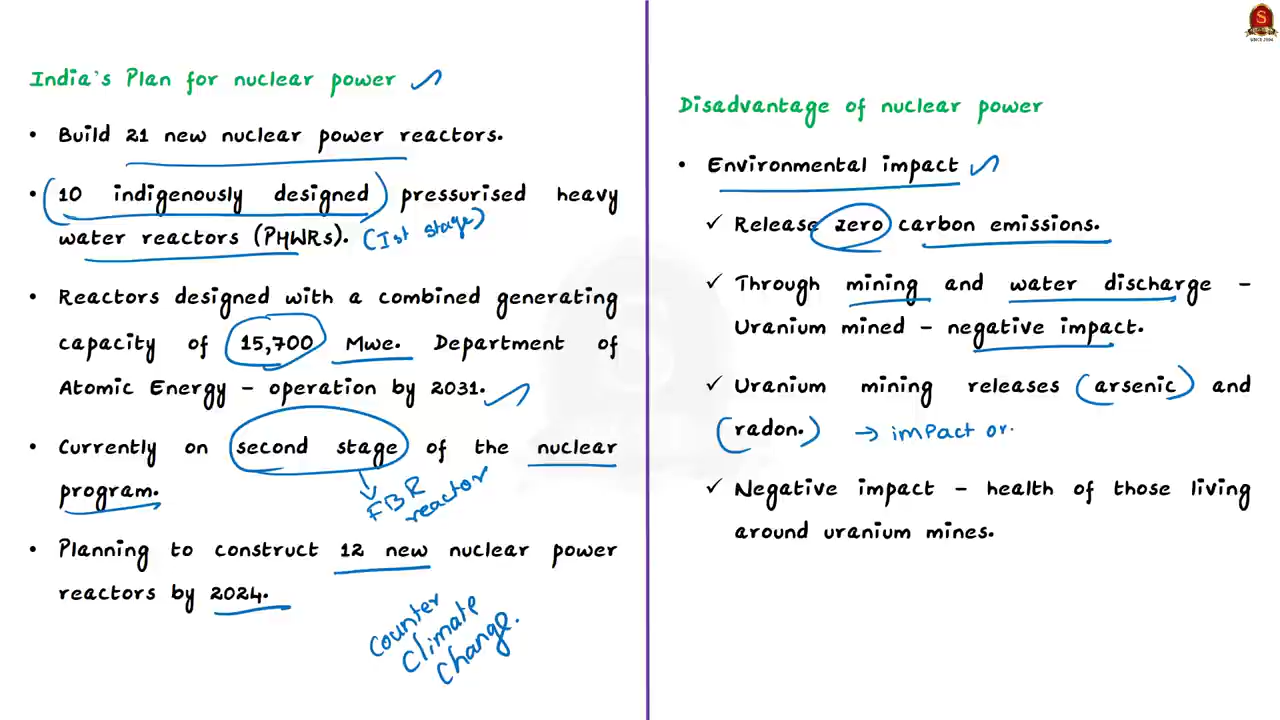 India's Plan for nuclear power
• Build 21 new nuclear power reactors.
• 10 indigenously designed pressurised heavy
water reactors (PHWRs). (Ist stage)
• Reactors designed with a combined generating
capacity of 15,700 Mwe. Department of
Atomic Energy – operation by 2031.
• Currently on second stage of the nuclear
program.
FBR
reactor
• Planning to construct 12 new nuclear power
reactors by 2024.
Counter
Climate
Change.
Disadvantage of nuclear power
• Environmental impact
✓ Release zero carbon emissions.
✓ Through mining and water discharge –
Uranium mined – negative impact.
✓ Uranium mining releases (arsenic) and
(radon.) → impact or
✓ Negative impact – health of those living
around uranium mines.
S